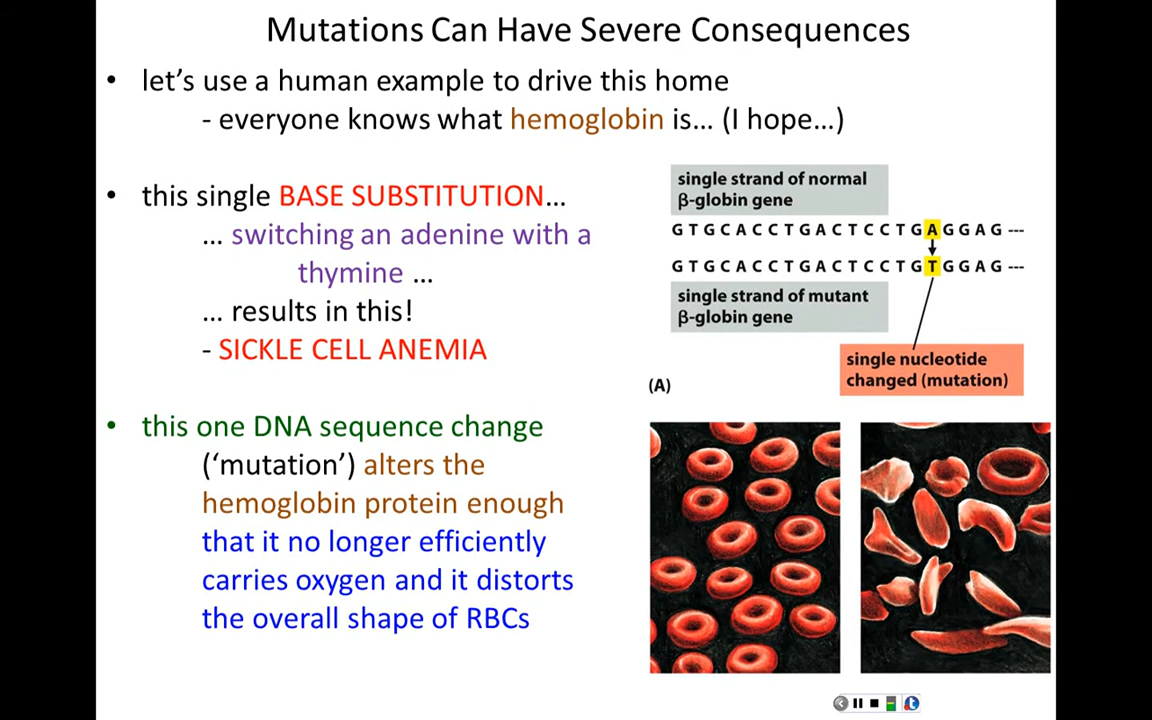 Mutations Can Have Severe Consequences
• let’s use a human example to drive this home
- everyone knows what hemoglobin is… (I hope…)
• this single BASE SUBSTITUTION…
… switching an adenine with a
thymine …
… results in this!
- SICKLE CELL ANEMIA
• this one DNA sequence change
(‘mutation’) alters the
hemoglobin protein enough
that it no longer efficiently
carries oxygen and it distorts
the overall shape of RBCs
single strand of normal
β-globin gene
G T G C A C C T G A C T C C T G A G G A G ---
G T G C A C C T G A C T C C T G T G G A G ---
single strand of mutant
β-globin gene
single nucleotide
changed (mutation)
(A)